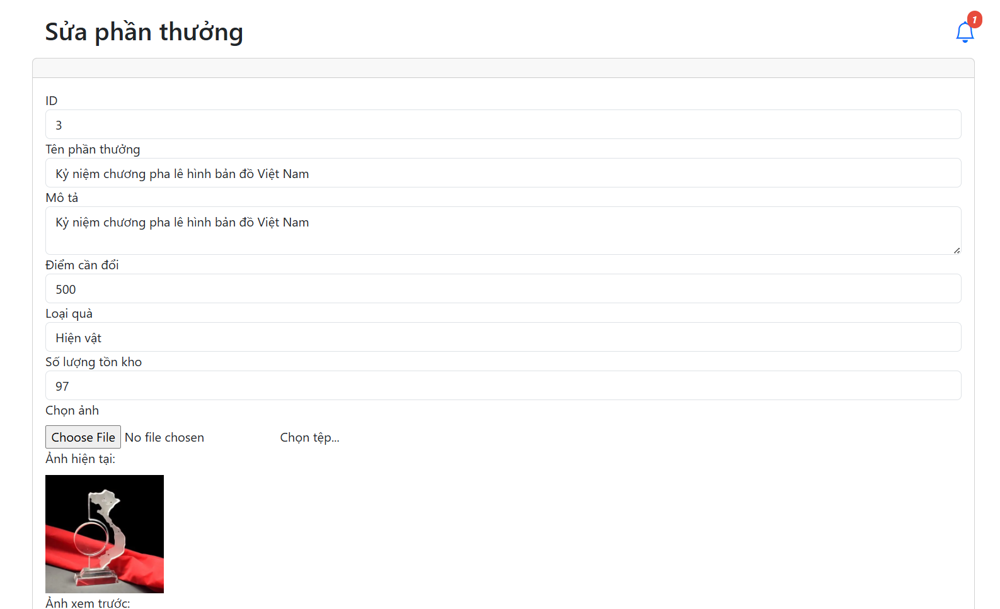 Sửa phần thưởng
1
ID
3
Tên phần thưởng
Kỷ niệm chương pha lê hình bản đồ Việt Nam
Mô tả
Kỷ niệm chương pha lê hình bản đồ Việt Nam
Điểm cần đổi
500
Loại quà
Hiện vật
Số lượng tồn kho
97
Chọn ảnh
Choose File No file chosen Chọn tệp...
Ảnh hiện tại:
Ảnh xem trước: